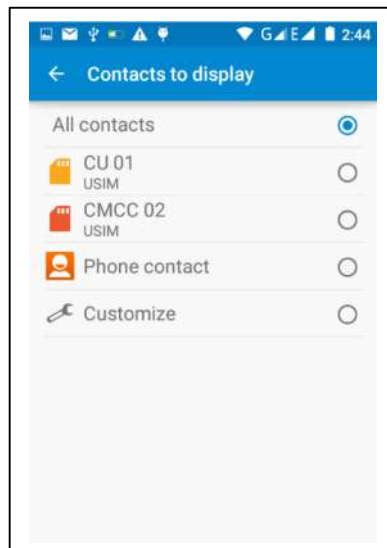 G E 2:44
Contacts to display
All contacts
CU 01
USIM
CMCC 02
USIM
Phone contact
Customize